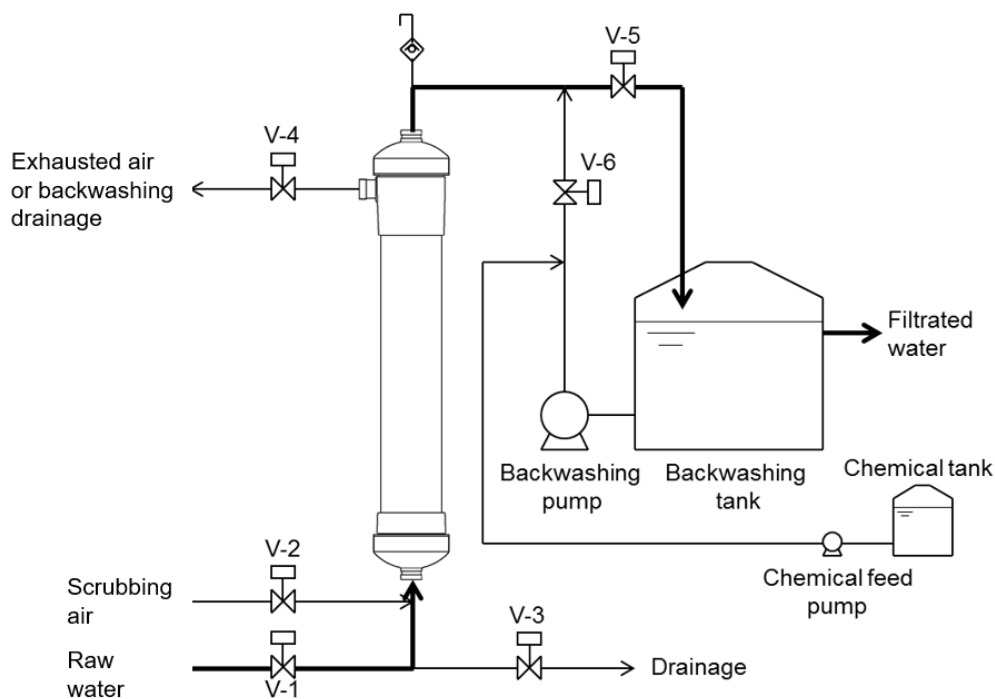 V-5
V-4
Exhausted air
or backwashing
drainage
V-6
Filtrated
water
Backwashing
pump
Backwashing
tank
Chemical tank
V-2
Scrubbing
air
Chemical feed
pump
V-3
Raw
water
V-1
Drainage